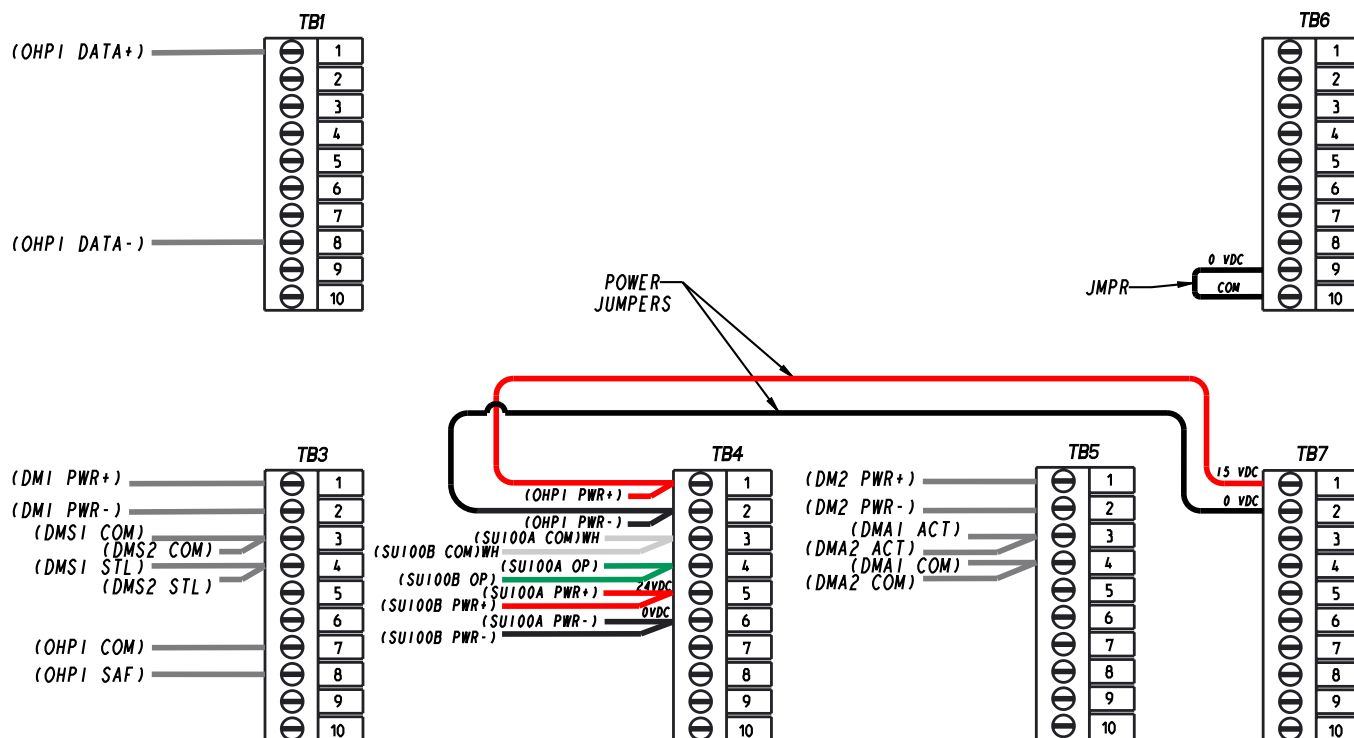 TB1
(OHP1 DATA+)
1
2
3
4
5
6
7
(OHP1 DATA-)
8
9
10
TB6
1
2
3
4
5
6
7
8
0 VDC
9
JMPR
COM
10
POWER
JUMPERS
TB3
(DM1 PWR+)
1
(DM1 PWR-)
2
(DMS1 COM)
3
(DMS2 COM)
(DMS1 STL)
4
(DMS2 STL)
5
6
(OHP1 COM)
7
(OHP1 SAF)
8
9
10
TB4
1
(OHP1 PWR+)
2
(OHP1 PWR-)
(SU100A COM)WH
3
(SU100B COM)WH
(SU100A OP)
4
(SU100B OP)
24VDC
(SU100A PWR+)
5
(SU100B PWR+)
0VDC
(SU100A PWR-)
6
(SU100B PWR-)
7
8
9
10
TB5
(DM2 PWR+)
1
(DM2 PWR-)
2
(DMA1 ACT)
3
(DMA2 ACT)
(DMA1 COM)
4
(DMA2 COM)
5
6
7
8
9
10
TB7
15 VDC
1
0 VDC
2
3
4
5
6
7
8
9
10